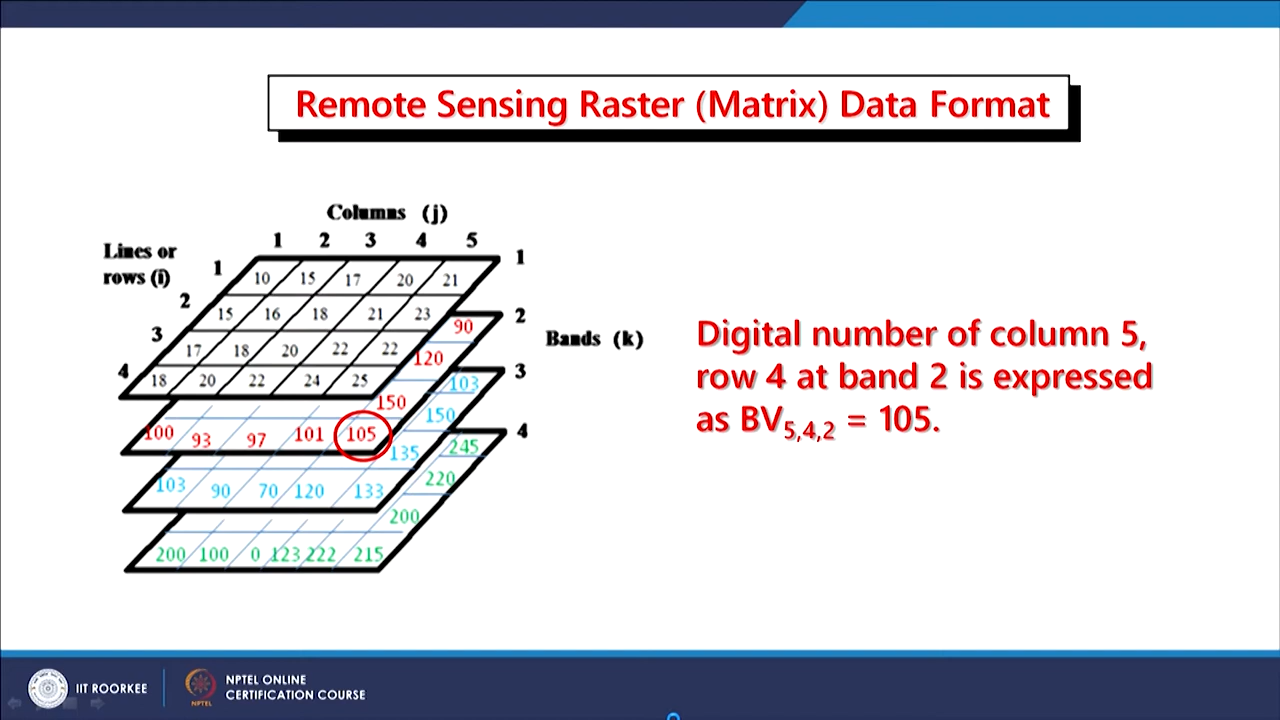 Remote Sensing Raster (Matrix) Data Format
Columns (j)
1 2 3 4 5
Lines or
rows (i)
1
2
3
4
10 15 17 20 21
15 16 18 21 23
17 18 20 22 22
18 20 22 24 25
1
2
3
4
Bands (k)
90
120
150
100 93 97 101 105
103
150
135
103 90 70 120 133
245
220
200
200 100 0 123 222 215
Digital number of column 5,
row 4 at band 2 is expressed
as BV5,4,2 = 105.
IIT ROORKEE
NPTEL
NPTEL ONLINE
CERTIFICATION COURSE